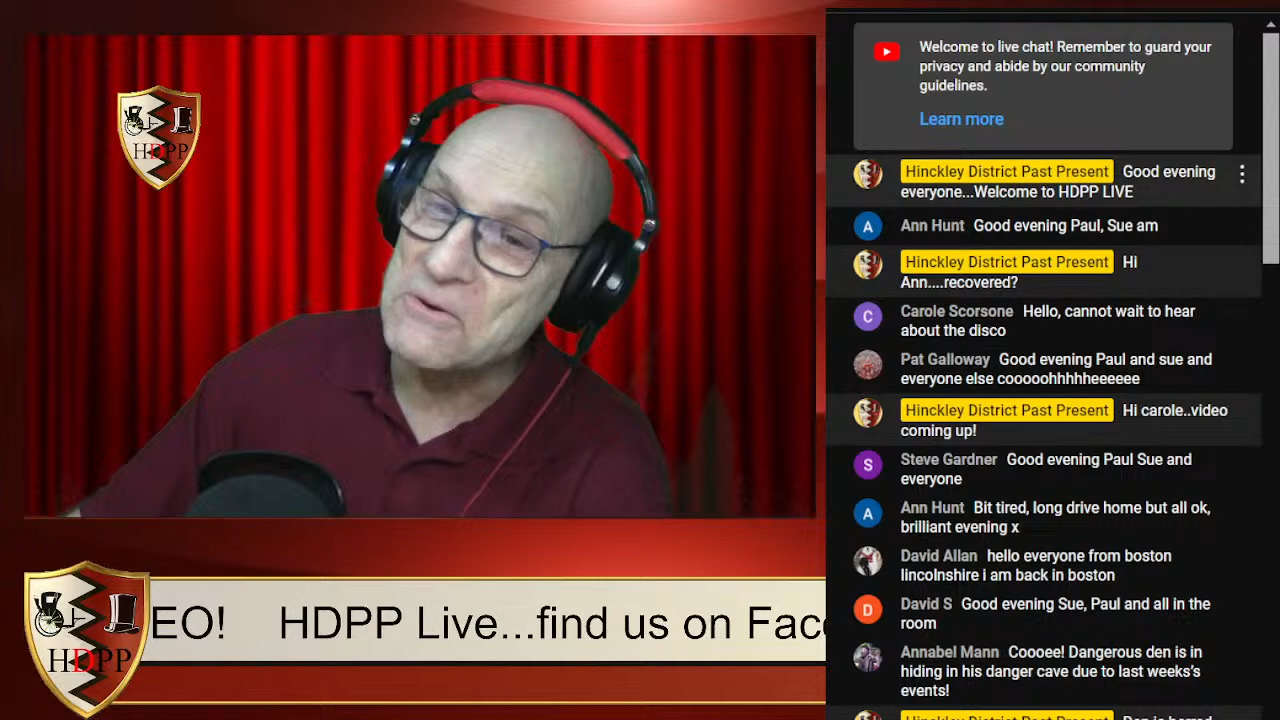 HDPP
EO! HDPP Live...find us on Fac
HDPP
Welcome to live chat! Remember to guard your
privacy and abide by our community
guidelines.
Learn more
Hinckley District Past Present Good evening
everyone...Welcome to HDPP LIVE
Ann Hunt Good evening Paul, Sue am
Hinckley District Past Present Hi
Ann....recovered?
Carole Scorsone Hello, cannot wait to hear
about the disco
Pat Galloway Good evening Paul and sue and
everyone else cooooohhhhheeeeee
Hinckley District Past Present Hi carole..video
coming up!
Steve Gardner Good evening Paul Sue and
everyone
Ann Hunt Bit tired, long drive home but all ok,
brilliant evening x
David Allan hello everyone from boston
lincolnshire i am back in boston
David S Good evening Sue, Paul and all in the
room
Annabel Mann Coooee! Dangerous den is in
hiding in his danger cave due to last weeks's
events!
Hinckley District Past Present